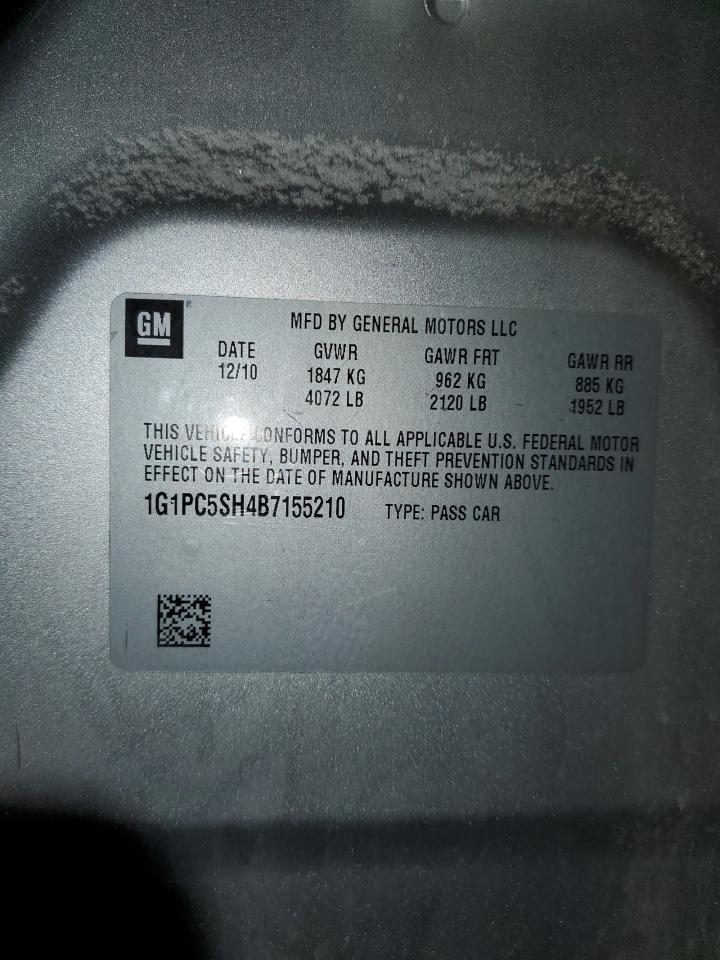 GM ®
MFD BY GENERAL MOTORS LLC
DATE GVWR GAWR FRT GAWR RR
12/10 1847 KG 962 KG 885 KG
4072 LB 2120 LB 1952 LB
THIS VEHICLE CONFORMS TO ALL APPLICABLE U.S. FEDERAL MOTOR
VEHICLE SAFETY, BUMPER, AND THEFT PREVENTION STANDARDS IN
EFFECT ON THE DATE OF MANUFACTURE SHOWN ABOVE.
1G1PC5SH4B7155210 TYPE: PASS CAR